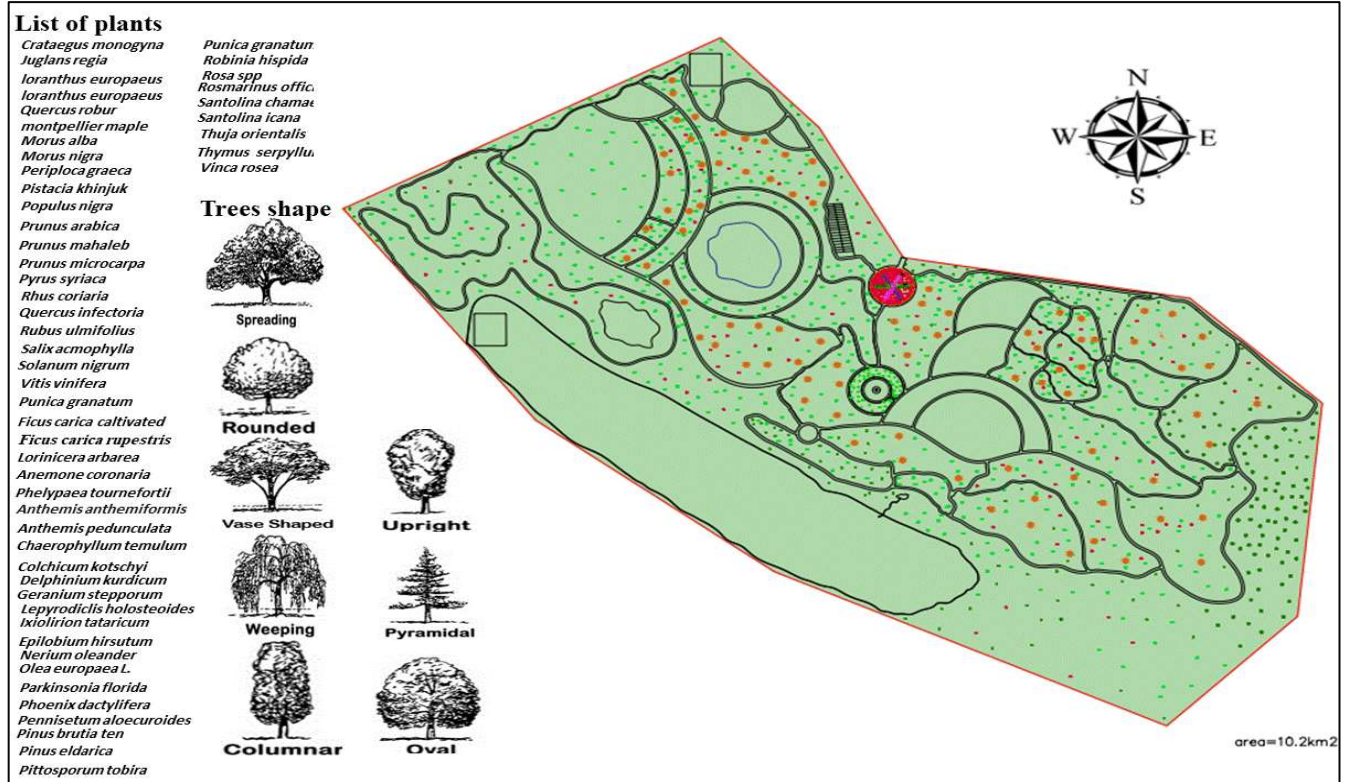 List of plants
Crataegus monogyna
Juglans regia
loranthus europaeus
loranthus europaeus
Quercus robur
montpellier maple
Morus alba
Morus nigra
Periploca graeca
Pistacia khinjuk
Populus nigra
Prunus arabica
Prunus mahaleb
Prunus microcarpa
Pyrus syriaca
Rhus coriaria
Quercus infectoria
Rubus ulmifolius
Salix acmophylla
Solanum nigrum
Vitis vinifera
Punica granatum
Ficus carica caltivated
Ficus carica rupestris
Lorinicera arbarea
Anemone coronaria
Phelypaea tournefortii
Anthemis anthemiformis
Anthemis pedunculata
Chaerophyllum temulum
Colchicum kotschyi
Delphinium kurdicum
Geranium stepporum
Lepyrodiclis holosteoides
Ixiolirion tataricum
Epilobium hirsutum
Nerium oleander
Olea europaea L.
Parkinsonia florida
Phoenix dactylifera
Pennisetum aloecuroides
Pinus brutia ten
Pinus eldarica
Pittosporum tobira
Punica granatum
Robinia hispida
Rosa spp
Rosmarinus offici
Santolina chamae
Santolina icana
Thuja orientalis
Thymus serpyllu
Vinca rosea
Trees shape
Spreading
Rounded
Vase Shaped
Upright
Weeping
Pyramidal
Columnar
Oval
N
W
E
S
area=10.2km2